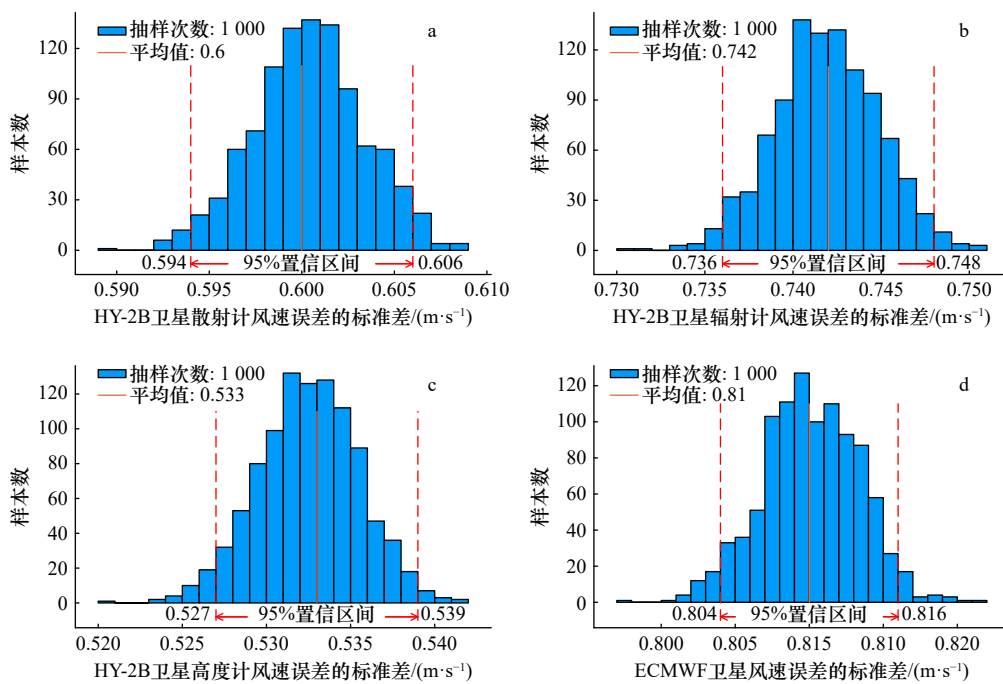 抽样次数: 1 000
平均值: 0.6
a
样本数
120
90
60
30
0
0.594
95%置信区间
0.606
0.590 0.595 0.600 0.605 0.610
HY-2B卫星散射计风速误差的标准差/(m·s⁻¹)
抽样次数: 1 000
平均值: 0.742
b
样本数
120
90
60
30
0
0.736
95%置信区间
0.748
0.730 0.735 0.740 0.745 0.750
HY-2B卫星辐射计风速误差的标准差/(m·s⁻¹)
抽样次数: 1 000
平均值: 0.533
c
样本数
120
100
80
60
40
20
0
0.527
95%置信区间
0.539
0.520 0.525 0.530 0.535 0.540
HY-2B卫星高度计风速误差的标准差/(m·s⁻¹)
抽样次数: 1 000
平均值: 0.81
d
样本数
120
100
80
60
40
20
0
0.804
95%置信区间
0.816
0.800 0.805 0.815 0.810 0.820
ECMWF卫星风速误差的标准差/(m·s⁻¹)